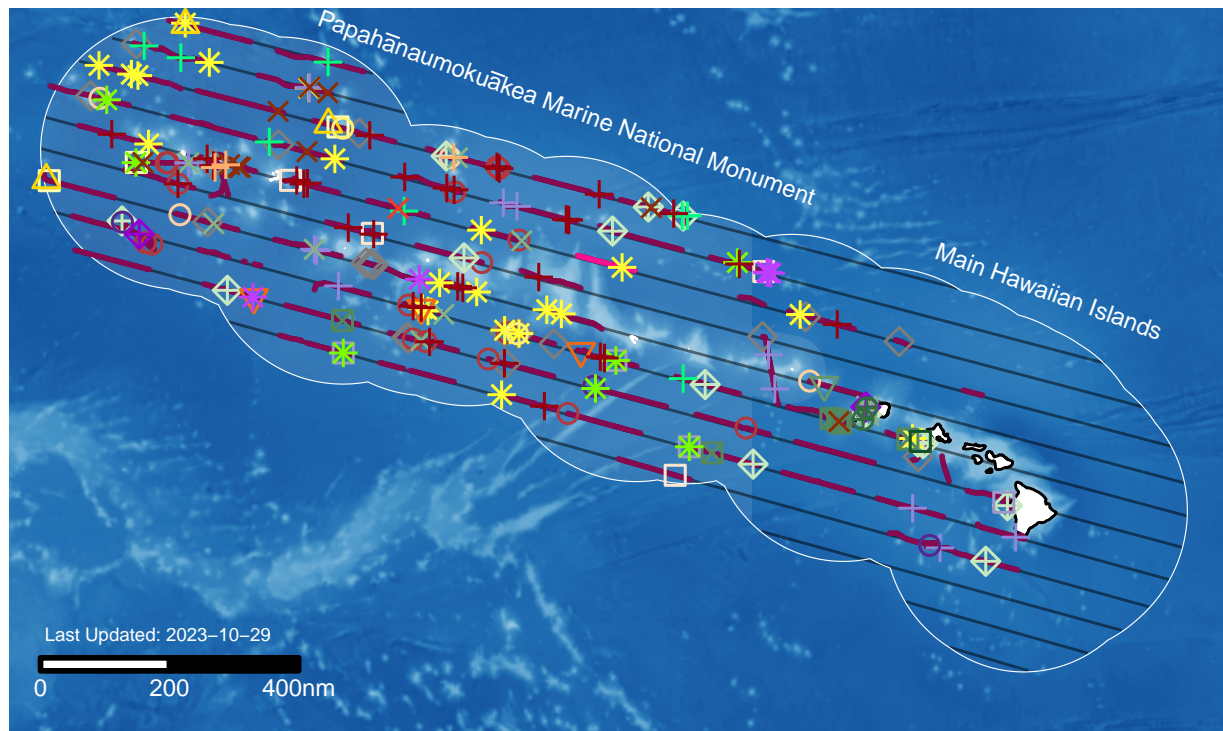 Papahānaumokuākea Marine National Monument
Main Hawaiian Islands
Last Updated: 2023–10–29
0 200 400nm